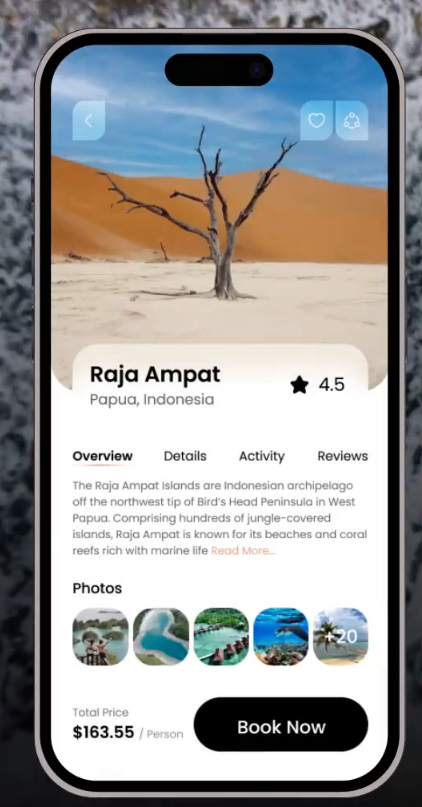 Raja Ampat
Papua, Indonesia
4.5
Overview Details Activity Reviews
The Raja Ampat Islands are Indonesian archipelago
off the northwest tip of Bird's Head Peninsula in West
Papua. Comprising hundreds of jungle-covered
islands, Raja Ampat is known for its beaches and coral
reefs rich with marine life Read More...
Photos
+20
Total Price
$163.55 / Person
Book Now